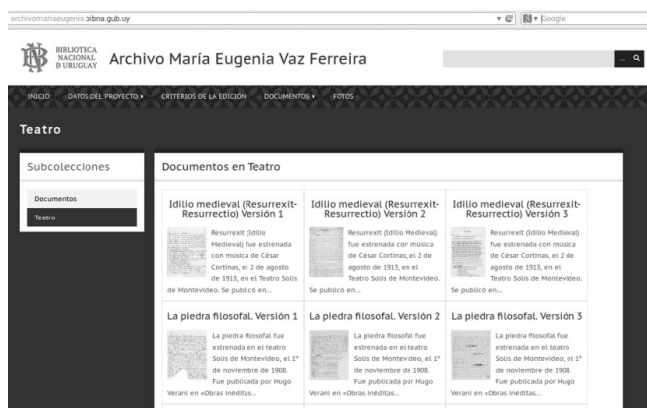 archivomariaeugenia.bibna.gub.uy
Google
BIBLIOTECA
NACIONAL
D URUGUAY
Archivo María Eugenia Vaz Ferreira
...
INICIO DATOS DEL PROYECTO CRITERIOS DE LA EDICIÓN DOCUMENTOS FOTOS
Teatro
Subcolecciones
Documentos
Teatro
Documentos en Teatro
Idilio medieval (Resurrexit-
Resurrectio) Versión 1
Resurrexit (Idilio
Medieval) fue estrenada
con música de César
Cortinas, el 2 de agosto
de 1913, en el Teatro Solís
de Montevideo. Se publicó en...
Idilio medieval (Resurrexit-
Resurrectio) Versión 2
Resurrexit (Idilio Medieval)
fue estrenada con música
de César Cortinas, el 2 de
agosto de 1913, en el
Teatro Solís de Montevideo.
Se publicó en...
Idilio medieval (Resurrexit-
Resurrectio) Versión 3
Resurrexit (Idilio Medieval)
fue estrenada con música
de César Cortinas, el 2 de
agosto de 1913, en el
Teatro Solís de Montevideo.
Se publicó en...
La piedra filosofal. Versión 1
La piedra filosofal fue
estrenada en el teatro
Solís de Montevideo, el 1º
de noviembre de 1908.
Fue publicada por Hugo
Verani en «Obras inéditas...
La piedra filosofal. Versión 2
La piedra filosofal fue
estrenada en el teatro
Solís de Montevideo, el 1º
de noviembre de 1908.
Fue publicada por Hugo
Verani en «Obras inéditas...
La piedra filosofal. Versión 3
La piedra filosofal fue
estrenada en el teatro
Solís de Montevideo, el 1º
de noviembre de 1908.
Fue publicada por Hugo
Verani en «Obras inéditas...